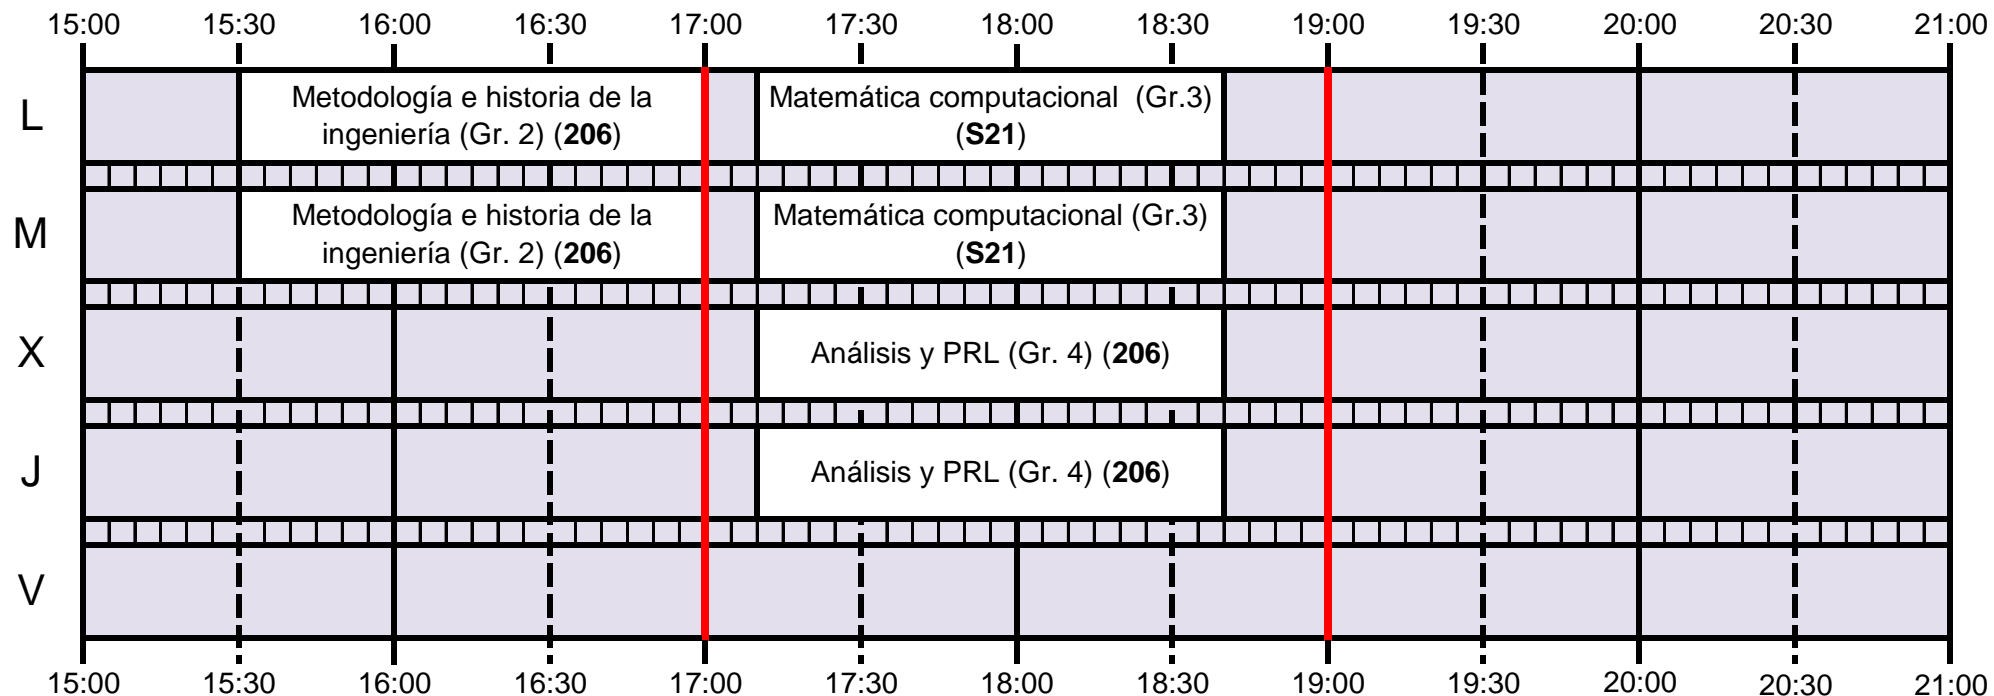 15:00 15:30 16:00 16:30 17:00 17:30 18:00 18:30 19:00 19:30 20:00 20:30 21:00
L
Metodología e historia de la
ingeniería (Gr. 2) (206)
Matemática computacional  (Gr.3)
(S21)
M
Metodología e historia de la
ingeniería (Gr. 2) (206)
Matemática computacional (Gr.3)
(S21)
X
Análisis y PRL (Gr. 4) (206)
J
Análisis y PRL (Gr. 4) (206)
V
15:00 15:30 16:00 16:30 17:00 17:30 18:00 18:30 19:00 19:30 20:00 20:30 21:00